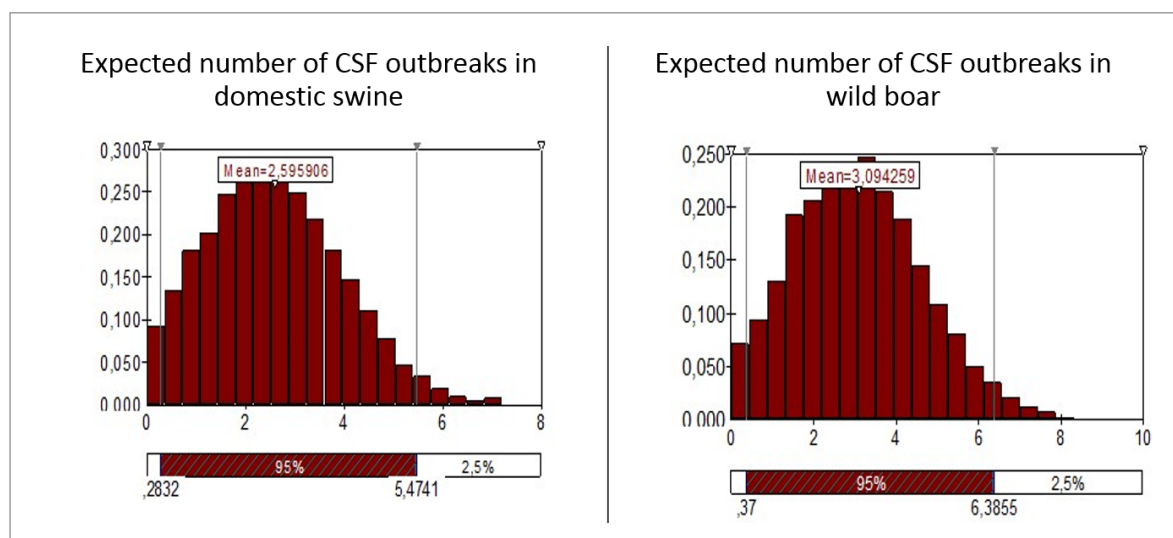 Expected number of CSF outbreaks in
domestic swine
0,300
0,250
0,200
0,150
0,100
0,050
0,000
Mean=2,595906
0 2 4 6 8
95% 2,5%
,2832 5,4741
Expected number of CSF outbreaks in
wild boar
0,250
0,200
0,150
0,100
0,050
0,000
Mean=3,094259
0 2 4 6 8 10
95% 2,5%
,37 6,3855